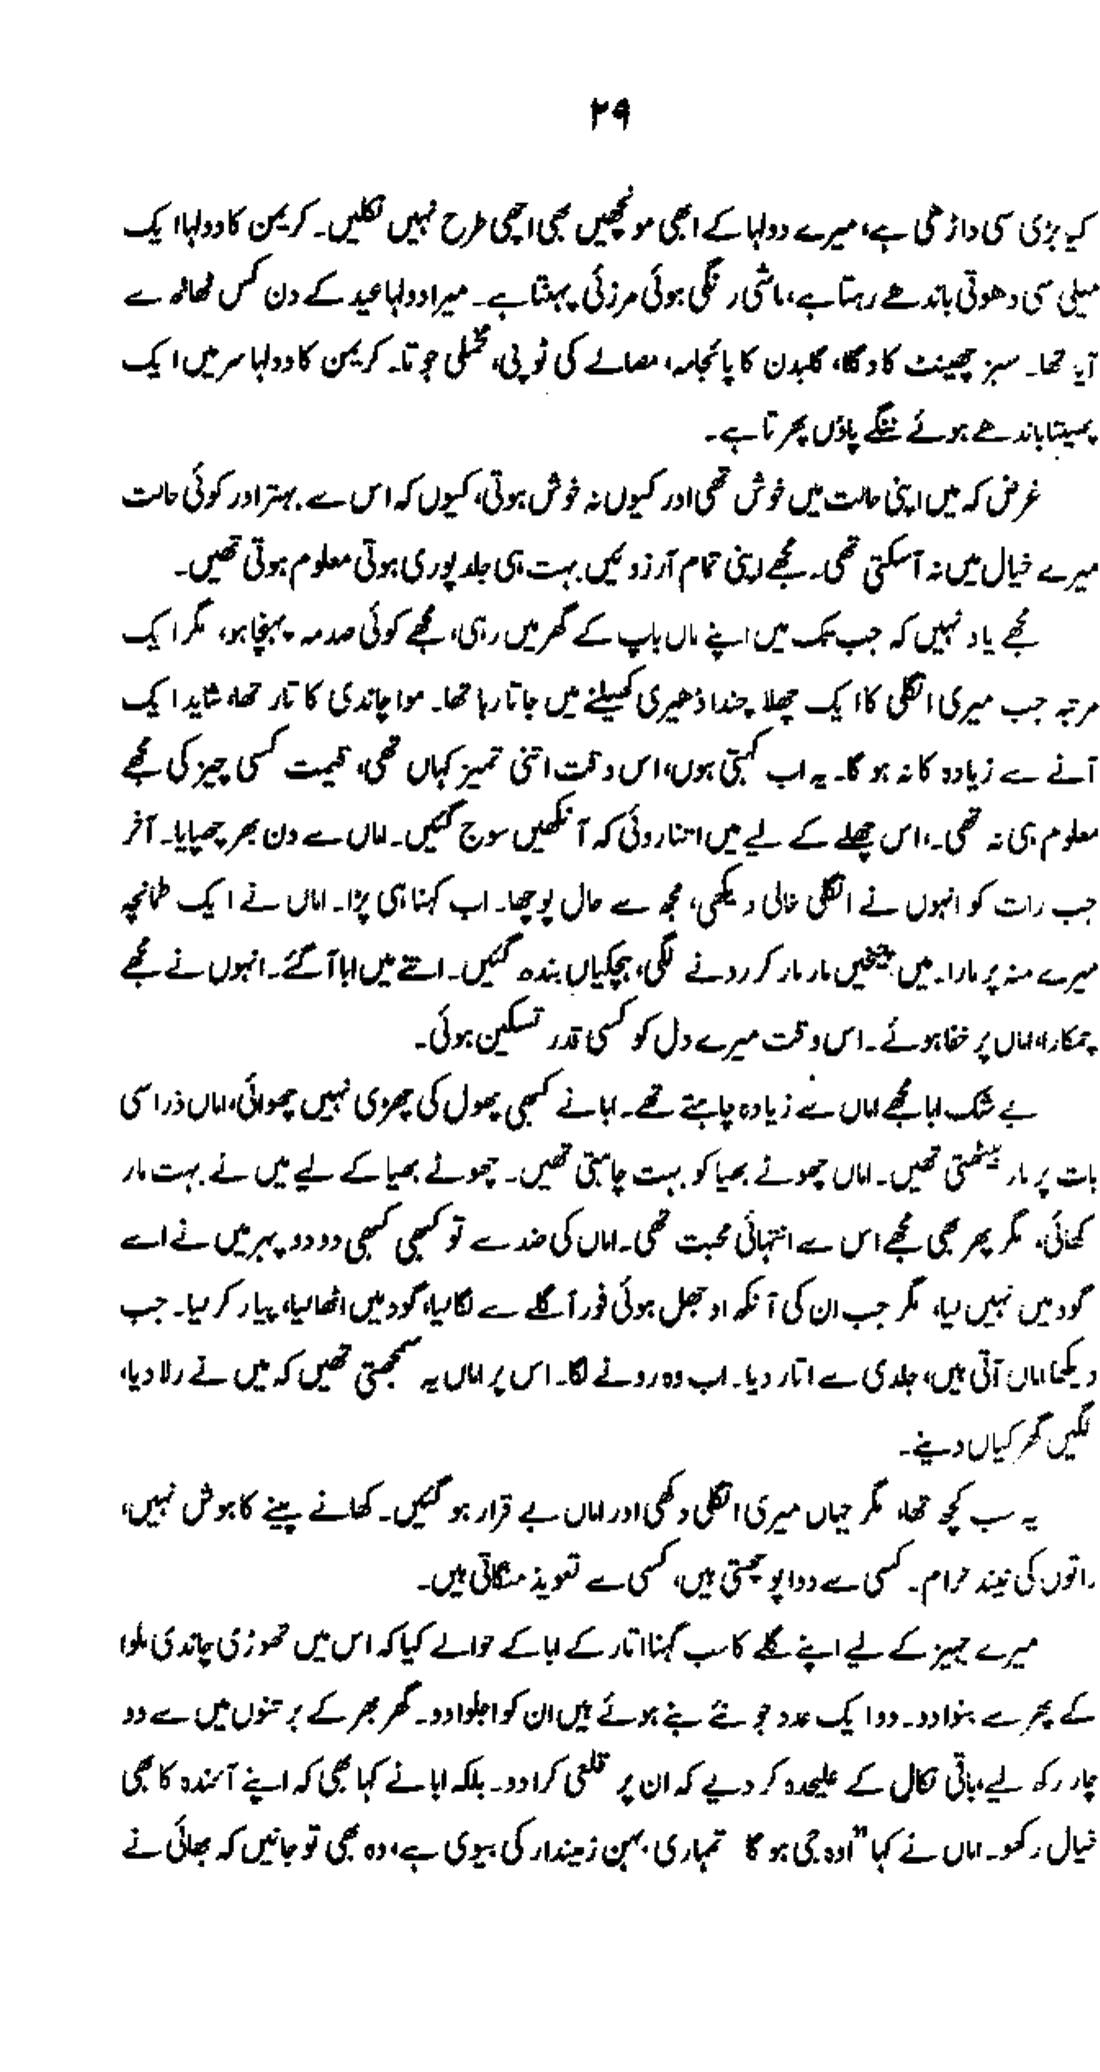 ۲۹
کیا بڑی سی داڑھی ہے، میرے دولہا کے ابھی مونچھیں بھی اچھی طرح نہیں نکلیں۔ کریمن کا دولہا ایک
میلی سی دھوتی باندھے رہتا ہے، ماشی رنگی ہوئی مرزئی پہنتا ہے۔ میرا دولہا عید کے دن کس ٹھاٹھ سے
آیا تھا۔ سبز چھینٹ کا دگلا، گلبدن کا پائجامہ، مصالے کی ٹوپی، مخملی جوتا۔ کریمن کا دولہا سر میں ایک
پھینٹا باندھے ہوئے ننگے پاؤں پھرتا ہے۔
غرض کہ میں اپنی حالت میں خوش تھی اور کیوں نہ خوش ہوتی، کیوں کہ اس سے بہتر اور کوئی حالت
میرے خیال میں نہ آسکتی تھی۔ مجھے اپنی تمام آرزوئیں بہت ہی جلد پوری ہوتی معلوم ہوتی تھیں۔
مجھے یاد نہیں کہ جب تک میں اپنے ماں باپ کے گھر میں رہی، مجھے کوئی صدمہ پہنچا ہو، مگر ایک
مرتبہ جب میری انگلی کا ایک چھلا چندا ڈھیری کھیلنے میں جاتا رہا تھا۔ موا چاندی کا تار تھا، شاید ایک
آنے سے زیادہ کا نہ ہو گا۔ یہ اب کہتی ہوں، اس وقت اتنی تمیز کہاں تھی، قیمت کسی چیز کی مجھے
معلوم ہی نہ تھی۔، اس چھلے کے لیے میں اتنا روئی کہ آنکھیں سوج گئیں۔ اماں سے دن بھر چھپایا۔ آخر
جب رات کو انہوں نے انگلی خالی دیکھی، مجھ سے حال پوچھا۔ اب کہنا ہی پڑا۔ اماں نے ایک طمانچہ
میرے منہ پر مارا۔ میں چیخیں مار مار کر رونے لگی، ہچکیاں بندھ گئیں۔ اتنے میں ابا آ گئے۔ انہوں نے مجھے
چمکارا، اماں پر خفا ہوئے۔ اس وقت میرے دل کو کسی قدر تسکین ہوئی۔
بے شک ابا مجھے اماں سے زیادہ چاہتے تھے۔ ابا نے کبھی پھول کی چھڑی نہیں چھوائی، اماں ذرا سی
بات پر مار بیٹھتی تھیں۔ اماں چھوٹے بھیا کو بہت چاہتی تھیں۔ چھوٹے بھیا کے لیے میں نے بہت مار
کھائی، مگر پھر بھی مجھے اس سے انتہائی محبت تھی۔ اماں کی ضد سے تو کبھی کبھی دو دو پہر میں نے اسے
گود میں نہیں لیا، مگر جب ان کی آنکھ اوجھل ہوئی فوراً گلے سے لگا لیا، گود میں اٹھا لیا، پیار کر لیا۔ جب
دیکھا اماں آتی ہیں، جلدی سے اتار دیا۔ اب وہ رونے لگا۔ اس پر اماں یہ سمجھتی تھیں کہ میں نے رلا دیا،
لگیں گھرکیاں دینے۔
یہ سب کچھ تھا، مگر جہاں میری انگلی دکھی اور اماں بے قرار ہو گئیں۔ کھانے پینے کا ہوش نہیں،
راتوں کی نیند حرام۔ کسی سے دوا پوچھتی ہیں، کسی سے تعویذ منگاتی ہیں۔
میرے جہیز کے لیے اپنے گلے کا سب گہنا اتار کے ابا کے حوالے کیا کہ اس میں تھوڑی چاندی ملوا
کے پھر سے بنوا دو۔ دو ایک عدد جو نئے بنے ہوئے ہیں ان کو اجلوا دو۔ گھر بھر کے برتنوں میں سے دو
چار رکھ لیے، باقی نکال کے علیحدہ کر دیے کہ ان پر قلعی کرا دو۔ بلکہ ابا نے کہا بھی کہ اپنے آئندہ کا بھی
خیال رکھو۔ اماں نے کہا "اوہ جی ہو گا تمہاری بہن زمیندار کی بیوی ہے، وہ بھی تو جانیں کہ بھائی نے